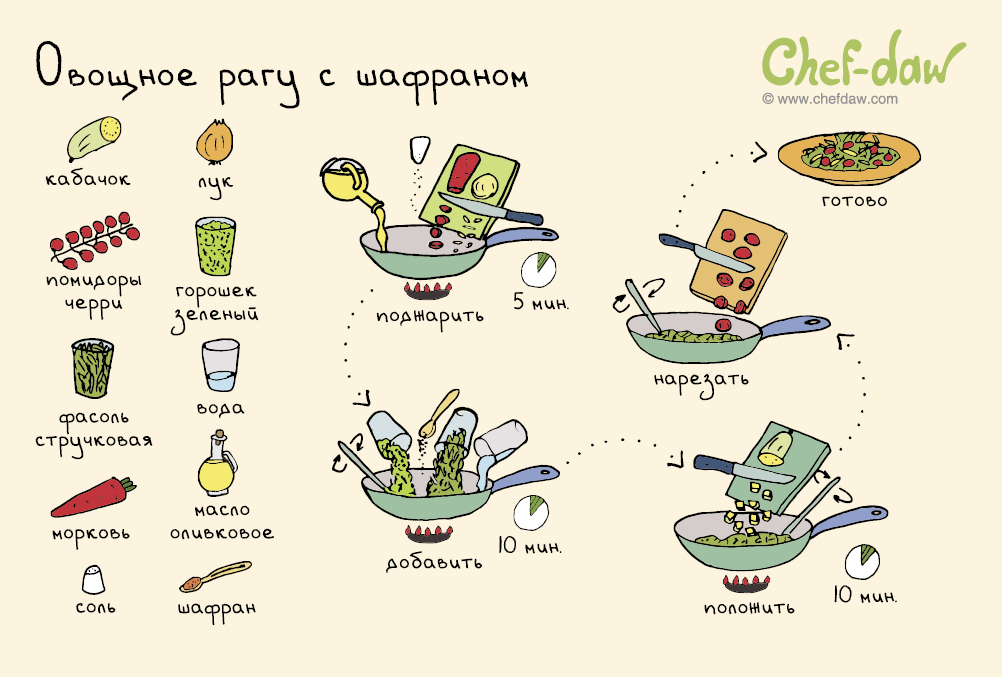 Овощное рагу с шафраном
Chef-daw
© www.chefdaw.com
кабачок
лук
помидоры
черри
горошек
зеленый
фасоль
стручковая
вода
морковь
масло
оливковое
соль
шафран
поджарить
5 мин.
добавить
10 мин.
положить
10 мин.
нарезать
готово